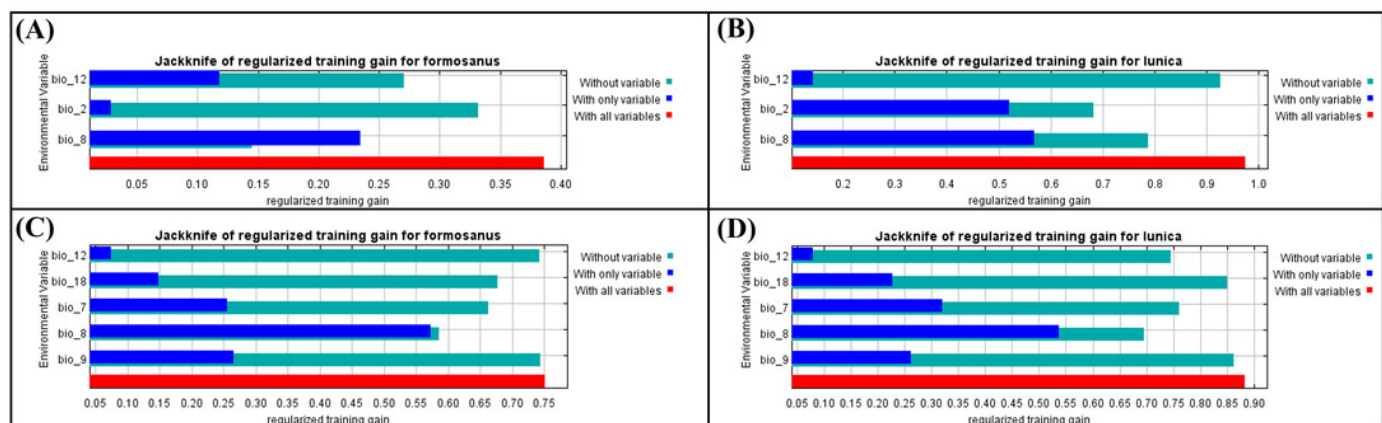 (A)
Jackknife of regularized training gain for formosanus
Environmental Variable
bio_12
bio_2
bio_8
Without variable
With only variable
With all variables
0.05 0.10 0.15 0.20 0.25 0.30 0.35 0.40
regularized training gain
(B)
Jackknife of regularized training gain for lunica
Environmental Variable
bio_12
bio_2
bio_8
Without variable
With only variable
With all variables
0.2 0.3 0.4 0.5 0.6 0.7 0.8 0.9 1.0
regularized training gain
(C)
Jackknife of regularized training gain for formosanus
Environmental Variable
bio_12
bio_18
bio_7
bio_8
bio_9
Without variable
With only variable
With all variables
0.05 0.10 0.15 0.20 0.25 0.30 0.35 0.40 0.45 0.50 0.55 0.60 0.65 0.70 0.75
regularized training gain
(D)
Jackknife of regularized training gain for lunica
Environmental Variable
bio_12
bio_18
bio_7
bio_8
bio_9
Without variable
With only variable
With all variables
0.05 0.10 0.15 0.20 0.25 0.30 0.35 0.40 0.45 0.50 0.55 0.60 0.65 0.70 0.75 0.80 0.85 0.90
regularized training gain